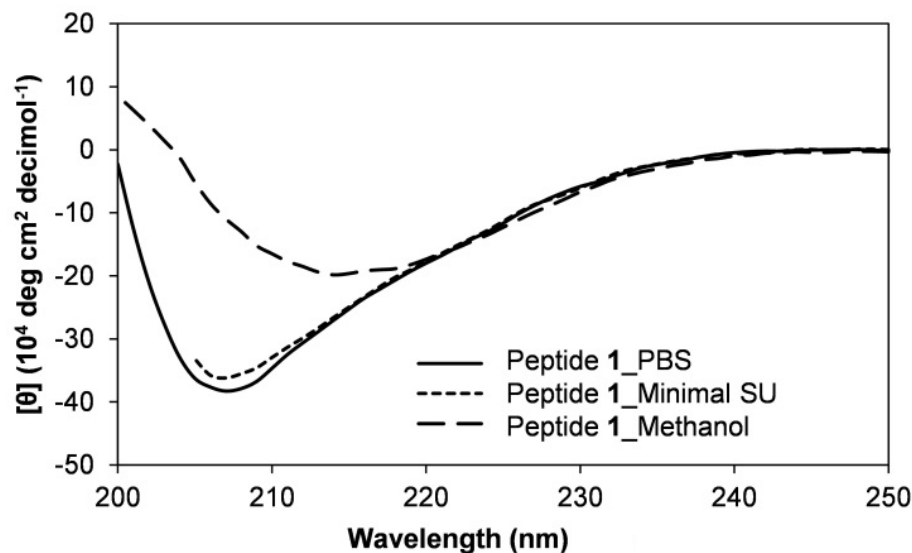 20
10
0
-10
-20
-30
-40
-50
[θ] (10⁴ deg cm² decimol⁻¹)
Peptide 1_PBS
Peptide 1_Minimal SU
Peptide 1_Methanol
200 210 220 230 240 250
Wavelength (nm)